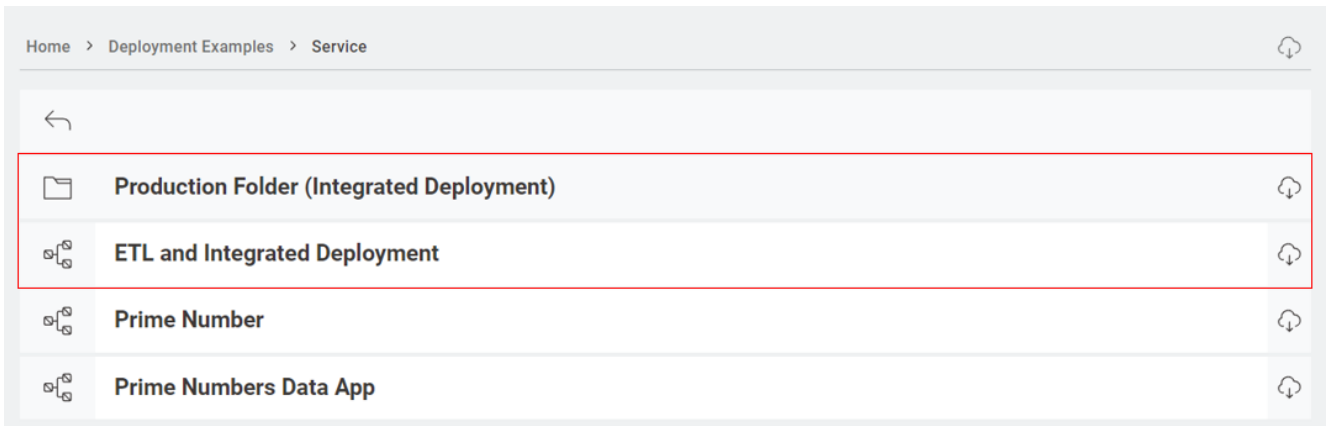 Home > Deployment Examples > Service
Production Folder (Integrated Deployment)
ETL and Integrated Deployment
Prime Number
Prime Numbers Data App